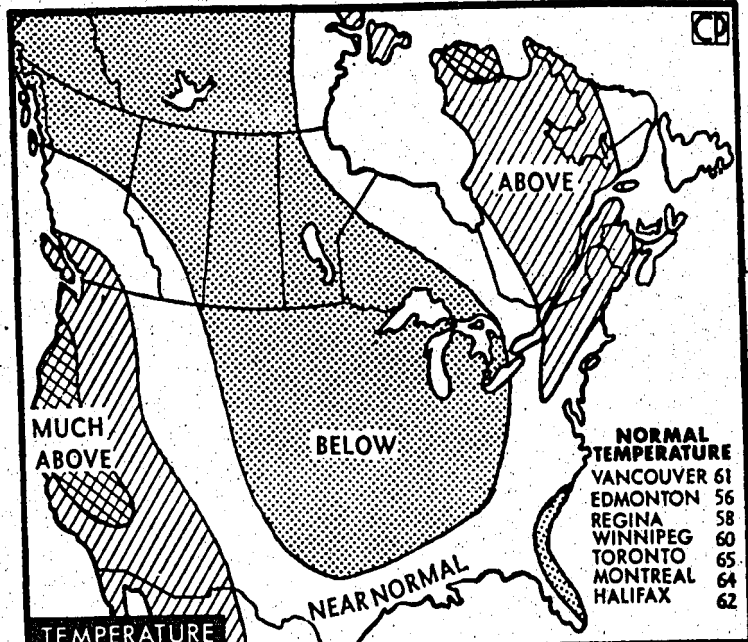 CP
ABOVE
MUCH
ABOVE
BELOW
NEAR NORMAL
NORMAL
TEMPERATURE
VANCOUVER 61
EDMONTON 56
REGINA 58
WINNIPEG 60
TORONTO 65
MONTREAL 64
HALIFAX 62
TEMPERATURE